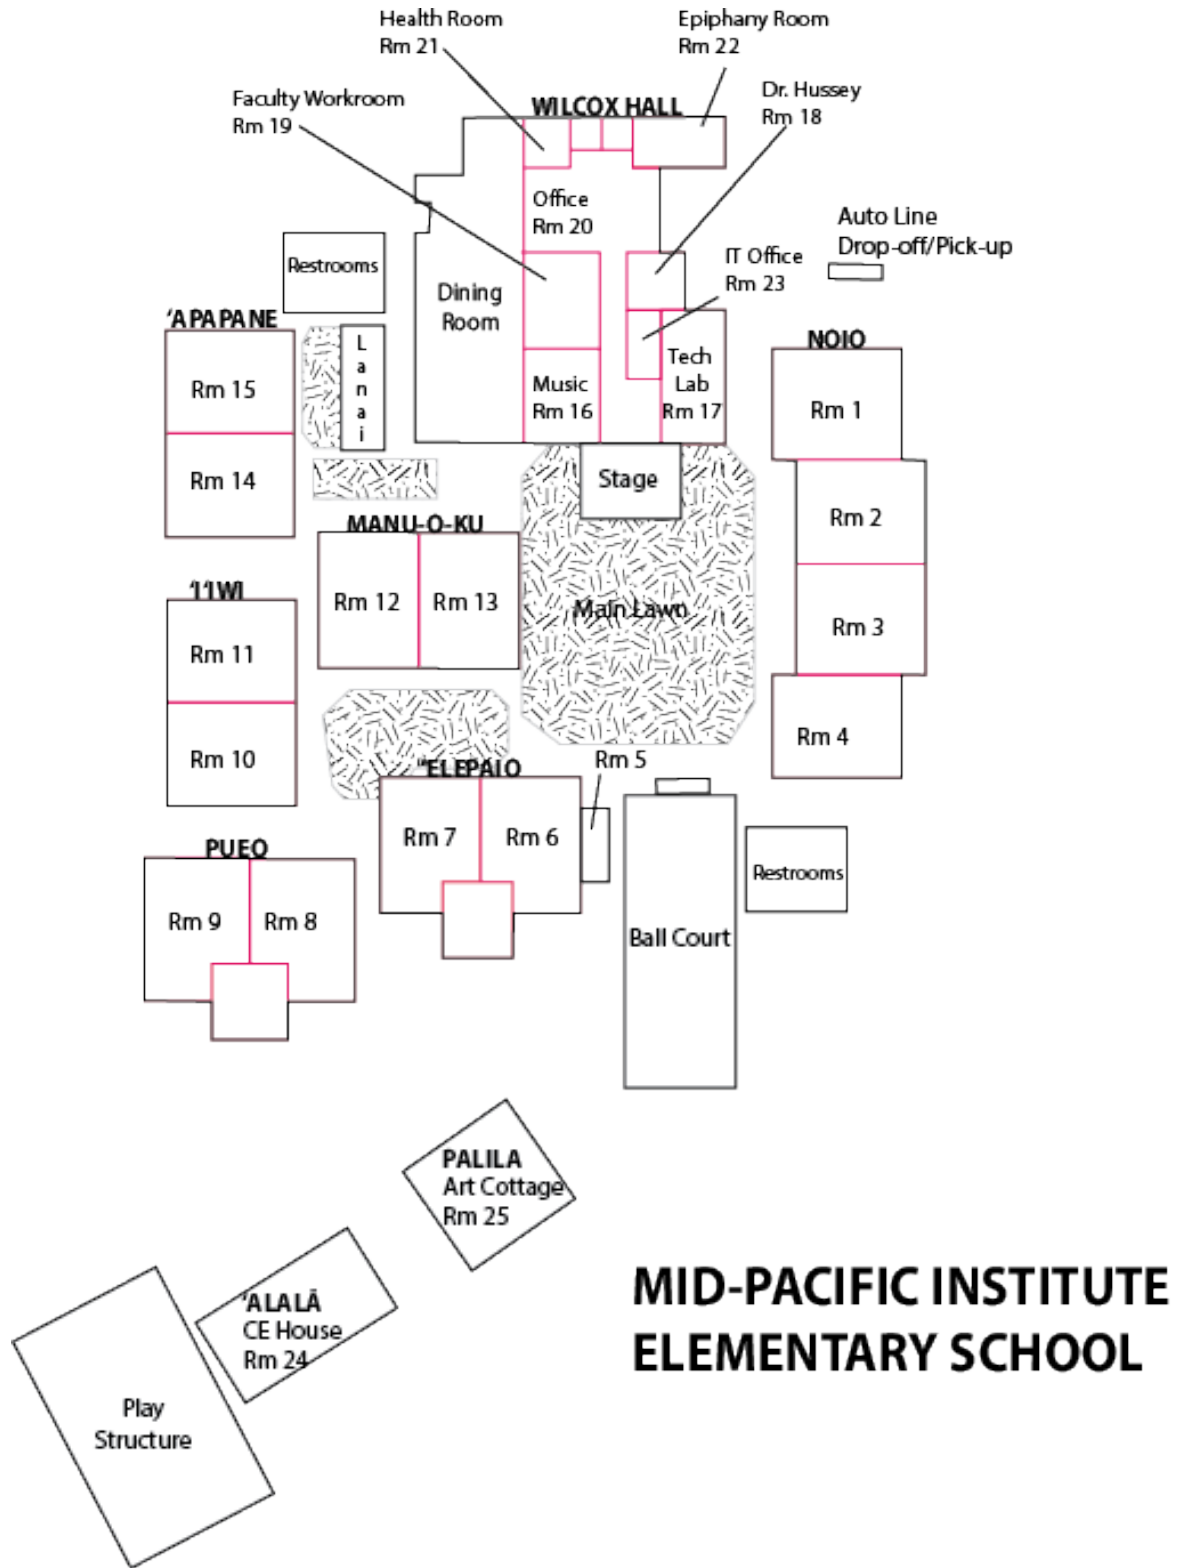 Health Room
Rm 21
Epiphany Room
Rm 22
Faculty Workroom
Rm 19
WILCOX HALL
Dr. Hussey
Rm 18
Office
Rm 20
Auto Line
Drop-off/Pick-up
IT Office
Rm 23
Restrooms
Dining
Room
'APAPANE
Lanai
NOIO
Rm 15
Music
Rm 16
Tech
Lab
Rm 17
Rm 1
Rm 14
Stage
Rm 2
MANU-O-KU
Rm 12
Rm 13
Main Lawn
'1'1WI
Rm 11
Rm 3
Rm 10
Rm 4
Rm 5
"ELEPAIO
Rm 7
Rm 6
PUEO
Restrooms
Rm 9
Rm 8
Ball Court
PALILA
Art Cottage
Rm 25
'ALALĀ
CE House
Rm 24
Play
Structure
MID-PACIFIC INSTITUTE
ELEMENTARY SCHOOL